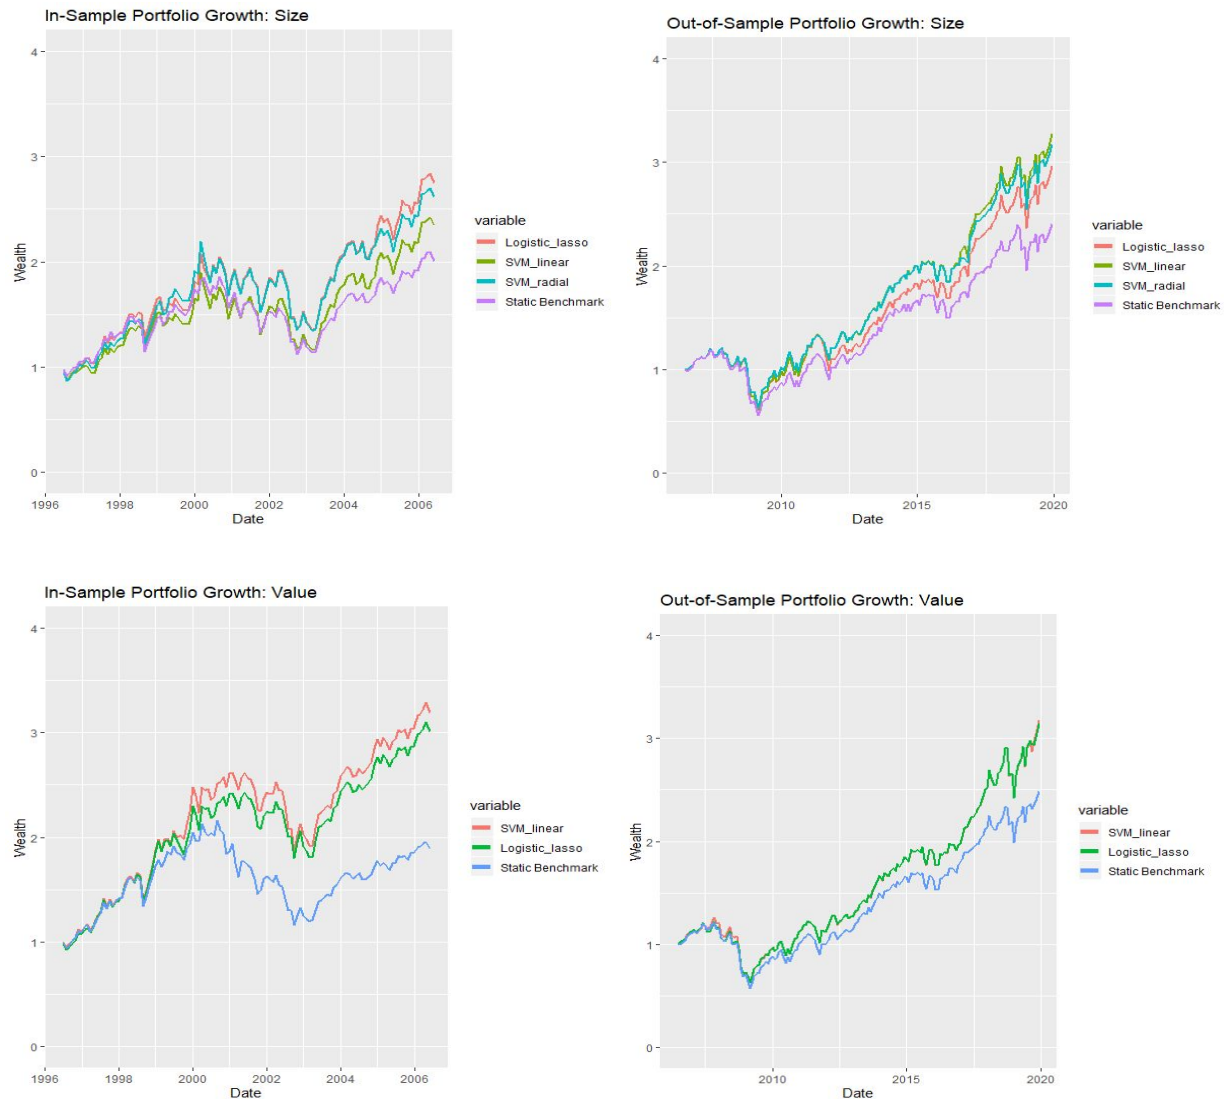 In-Sample Portfolio Growth: Size
4
3
2
1
0
Wealth
1996
1998
2000
2002
2004
2006
Date
variable
Logistic_lasso
SVM_linear
SVM_radial
Static Benchmark
Out-of-Sample Portfolio Growth: Size
4
3
2
1
0
Wealth
2010
2015
2020
Date
variable
Logistic_lasso
SVM_linear
SVM_radial
Static Benchmark
In-Sample Portfolio Growth: Value
4
3
2
1
0
Wealth
1996
1998
2000
2002
2004
2006
Date
variable
SVM_linear
Logistic_lasso
Static Benchmark
Out-of-Sample Portfolio Growth: Value
4
3
2
1
0
Wealth
2010
2015
2020
Date
variable
SVM_linear
Logistic_lasso
Static Benchmark